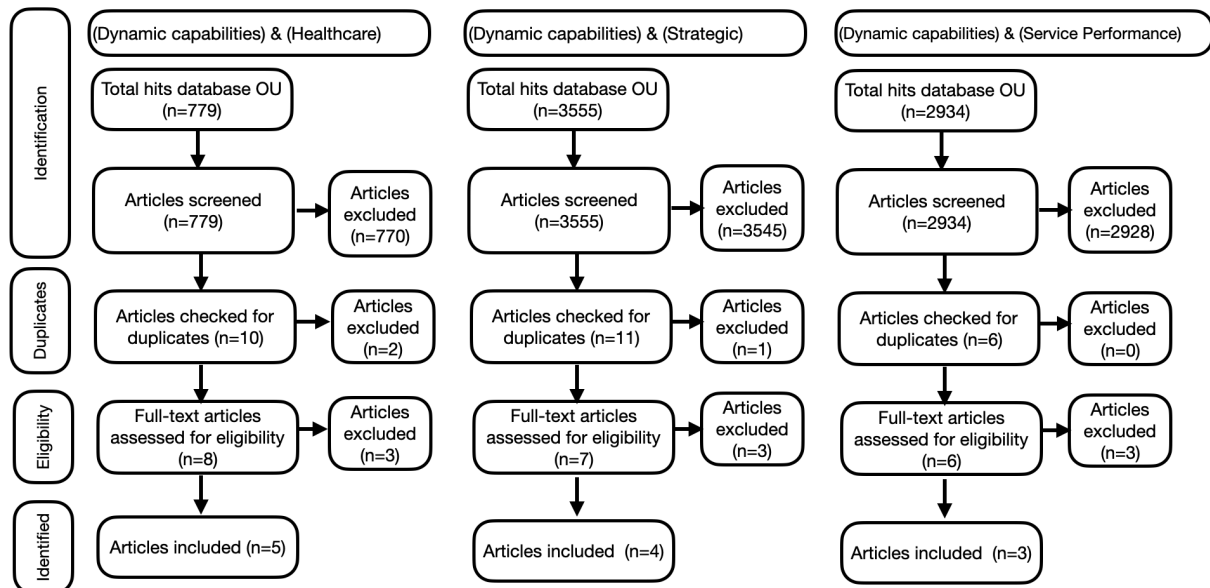 Identification
Duplicates
Eligibility
Identified
(Dynamic capabilities) & (Healthcare)
Total hits database OU
(n=779)
Articles screened
(n=779)
Articles
excluded
(n=770)
Articles checked for
duplicates (n=10)
Articles
excluded
(n=2)
Full-text articles
assessed for eligibility
(n=8)
Articles
excluded
(n=3)
Articles included (n=5)
(Dynamic capabilities) & (Strategic)
Total hits database OU
(n=3555)
Articles screened
(n=3555)
Articles
excluded
(n=3545)
Articles checked for
duplicates (n=11)
Articles
excluded
(n=1)
Full-text articles
assessed for eligibility
(n=7)
Articles
excluded
(n=3)
Articles included (n=4)
(Dynamic capabilities) & (Service Performance)
Total hits database OU
(n=2934)
Articles screened
(n=2934)
Articles
excluded
(n=2928)
Articles checked for
duplicates (n=6)
Articles
excluded
(n=0)
Full-text articles
assessed for eligibility
(n=6)
Articles
excluded
(n=3)
Articles included (n=3)